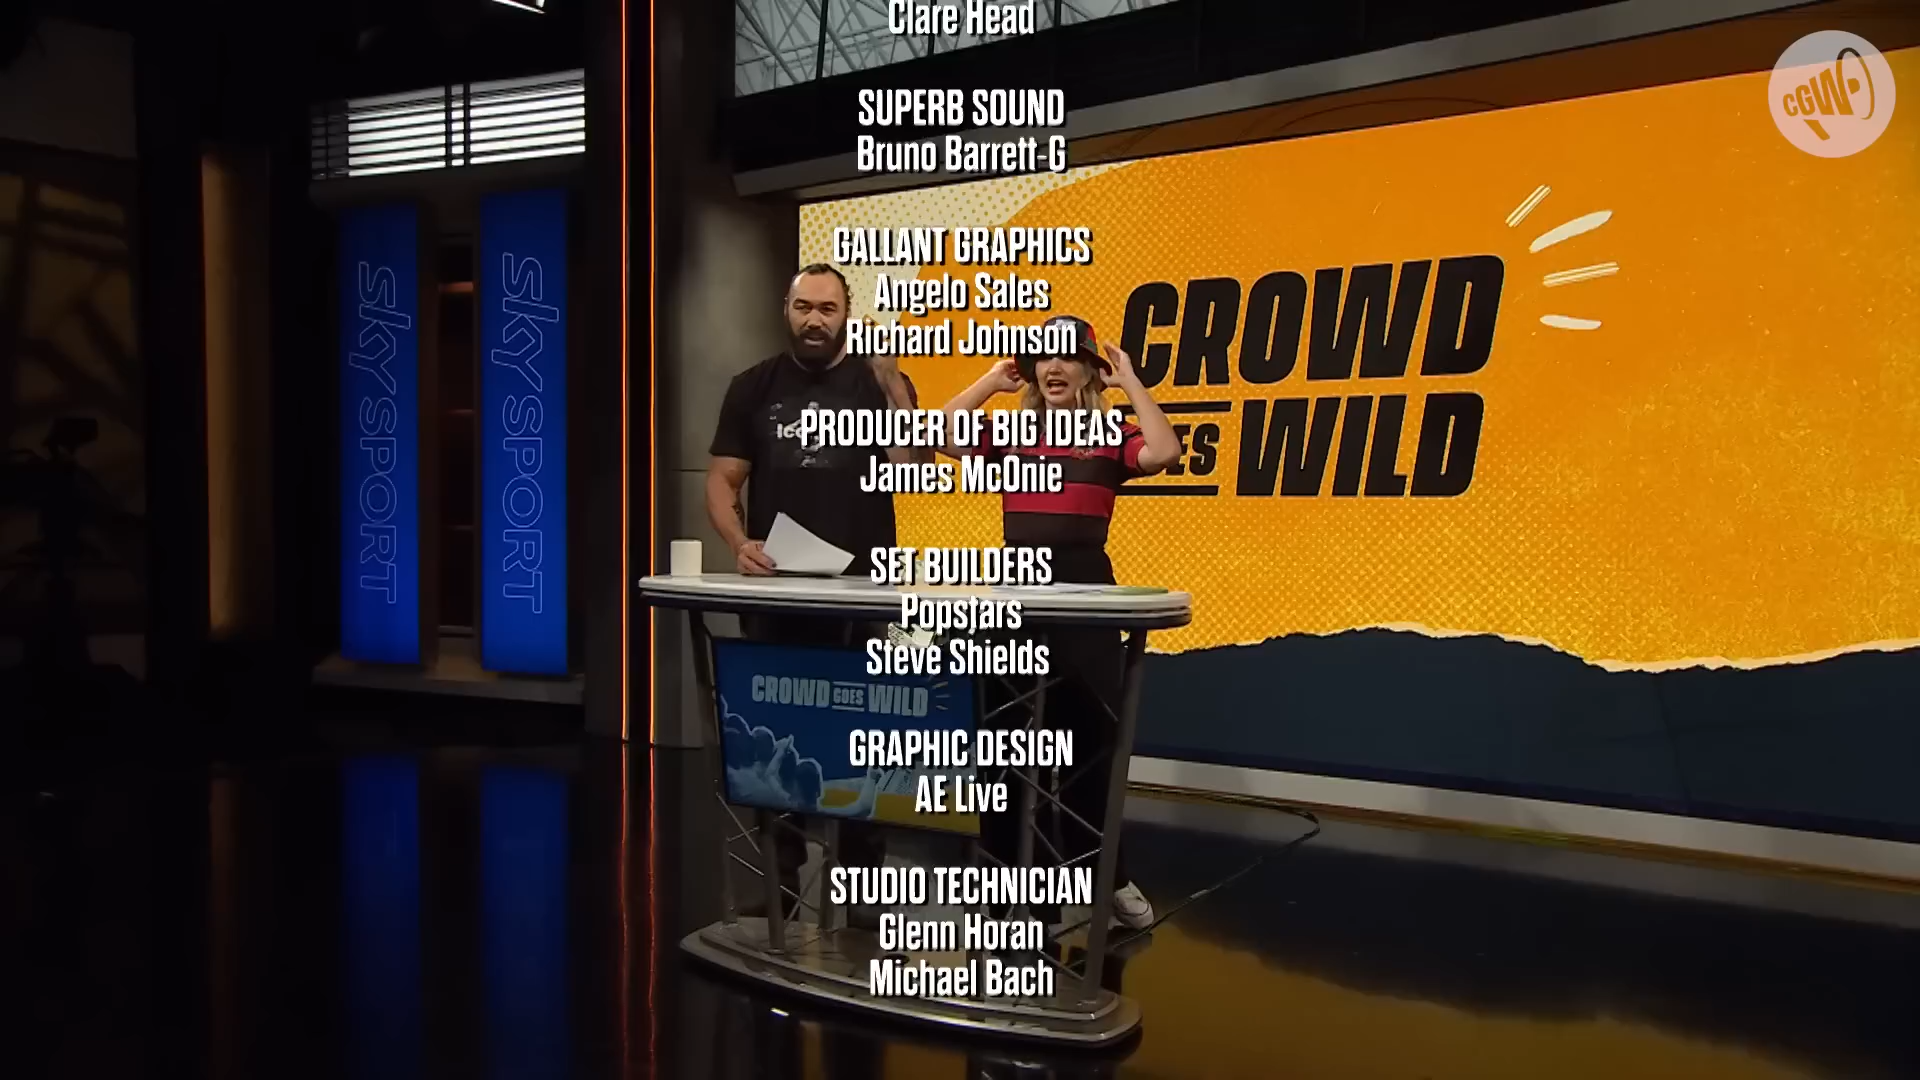 Clare Head
SUPERB SOUND
Bruno Barrett-G
GALLANT GRAPHICS
Angelo Sales
Richard Johnson
PRODUCER OF BIG IDEAS
James McOnie
SET BUILDERS
Popstars
Steve Shields
GRAPHIC DESIGN
AE Live
STUDIO TECHNICIAN
Glenn Horan
Michael Bach
CGW
sky sport
sky sport
CROWD
WILD
CROWD GOES WILD